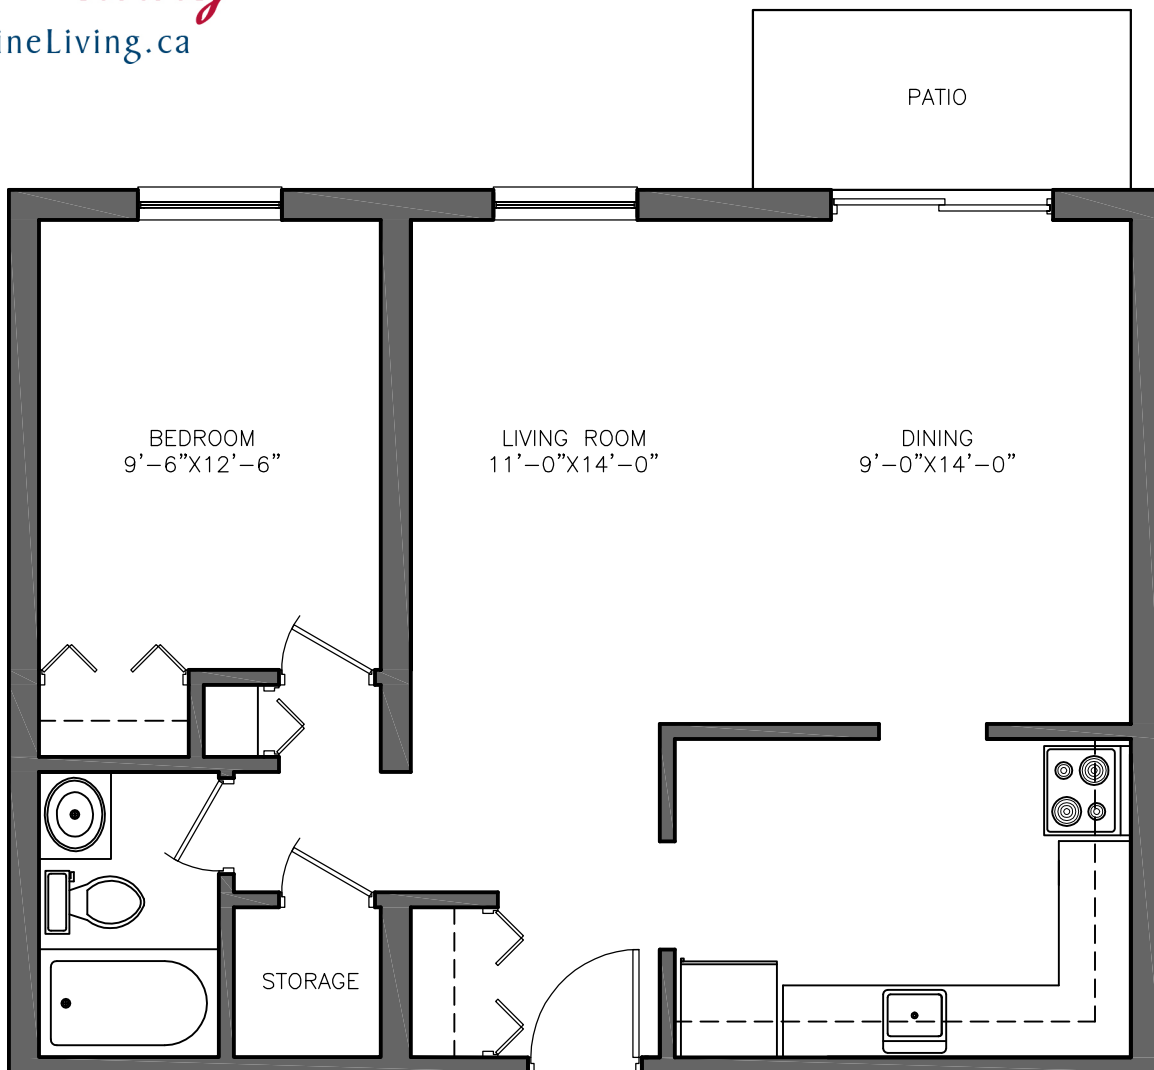 ineLiving.ca
PATIO
BEDROOM
9'-6"X12'-6"
LIVING ROOM
11'-0"X14'-0"
DINING
9'-0"X14'-0"
STORAGE